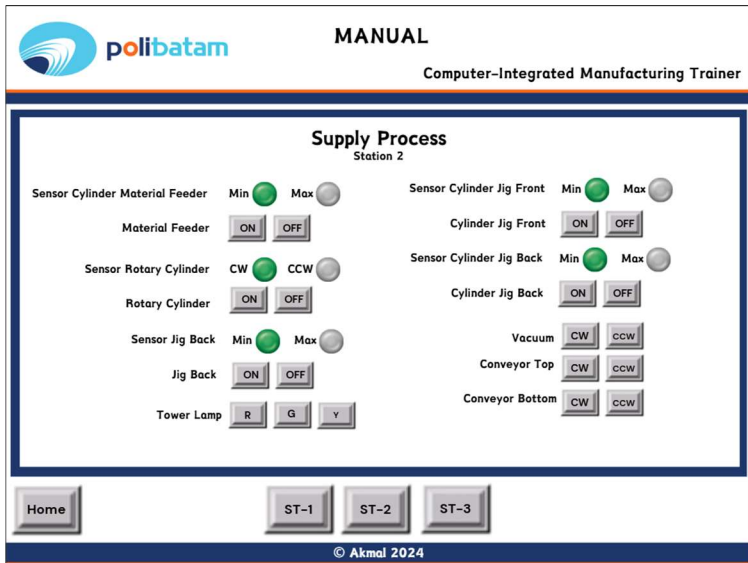 polibatam
MANUAL
Computer-Integrated Manufacturing Trainer
Supply Process
Station 2
Sensor Cylinder Material Feeder Min Max
Material Feeder ON OFF
Sensor Rotary Cylinder CW CCW
Rotary Cylinder ON OFF
Sensor Jig Back Min Max
Jig Back ON OFF
Tower Lamp R G Y
Sensor Cylinder Jig Front Min Max
Cylinder Jig Front ON OFF
Sensor Cylinder Jig Back Min Max
Cylinder Jig Back ON OFF
Vacuum CW CCW
Conveyor Top CW CCW
Conveyor Bottom CW CCW
Home ST-1 ST-2 ST-3
© Akmal 2024